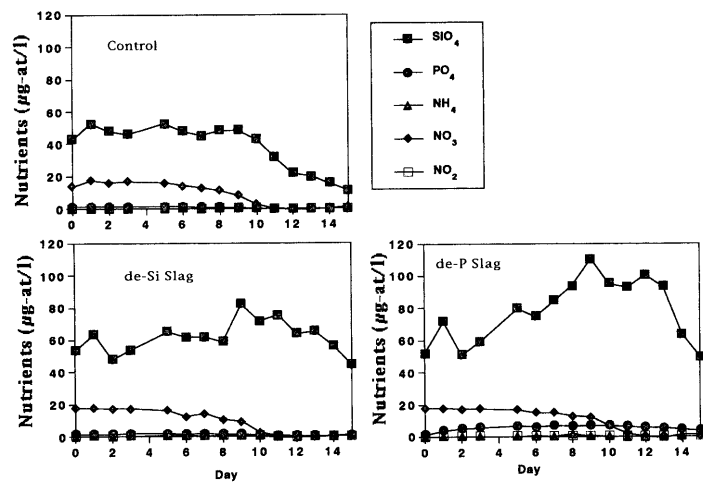 Nutrients (µg-at/l)
120
100
80
60
40
20
0
Control
0 2 4 6 8 10 12 14
SIO4
PO4
NH4
NO3
NO2
Nutrients (µg-at/l)
120
100
80
60
40
20
0
de-Si Slag
0 2 4 6 8 10 12 14
Day
Nutrients (µg-at/l)
120
100
80
60
40
20
0
de-P Slag
0 2 4 6 8 10 12 14
Day